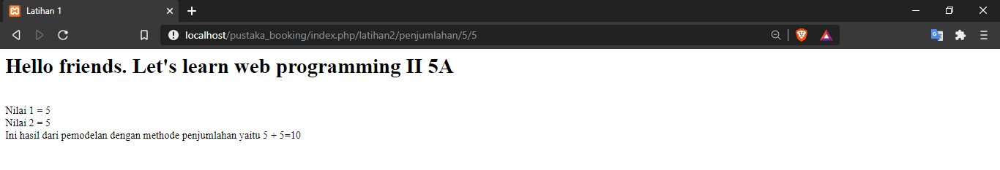 Latihan 1
localhost/pustaka_booking/index.php/latihan2/penjumlahan/5/5
Hello friends. Let's learn web programming II 5A
Nilai 1 = 5
Nilai 2 = 5
Ini hasil dari pemodelan dengan methode penjumlahan yaitu 5 + 5=10